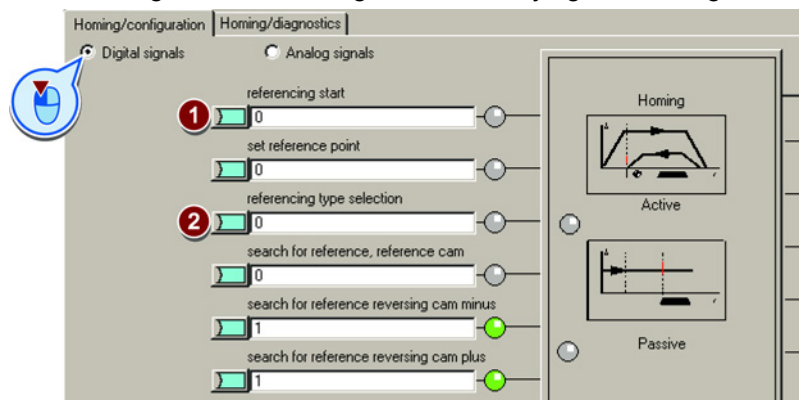 Homing/configuration Homing/diagnostics
Digital signals Analog signals
referencing start
1 0
set reference point
0
referencing type selection
2 0
search for reference, reference cam
0
search for reference reversing cam minus
1
search for reference reversing cam plus
1
Homing
Active
Passive